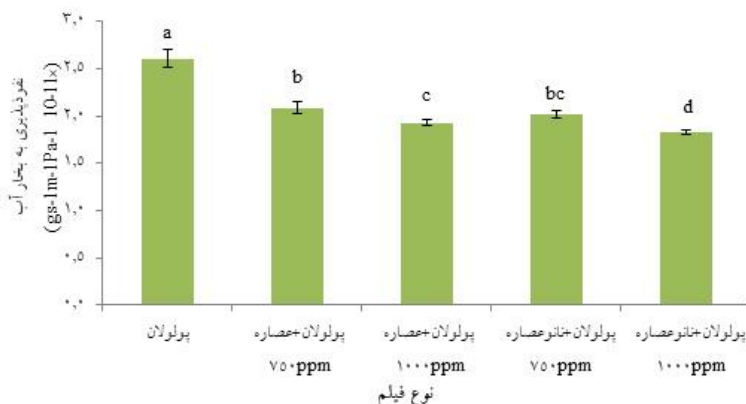 نفوذپذیری به بخار آب
(gs-1m-1Pa-1 10-11×)
۳,۰
۲,۵
۲,۰
۱,۵
۱,۰
۰,۵
۰,۰
a
b
c
bc
d
پولولان
پولولان+عصاره
۷۵۰ppm
پولولان+عصاره
۱۰۰۰ppm
پولولان+نانوعصاره
۷۵۰ppm
پولولان+نانوعصاره
۱۰۰۰ppm
نوع فیلم